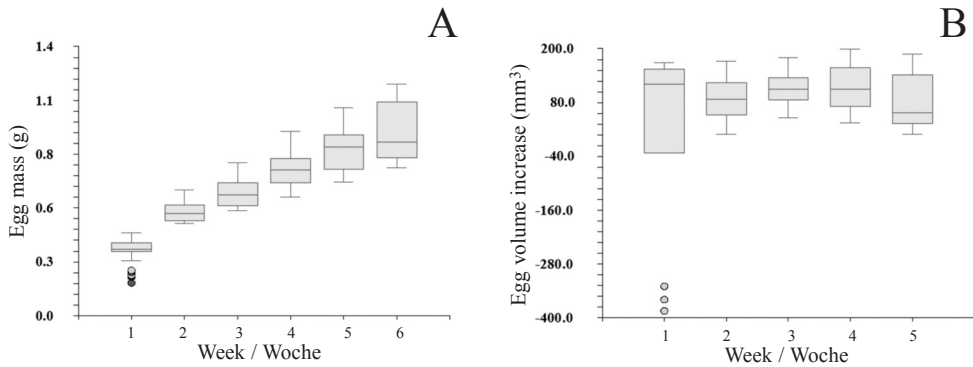 A
Egg mass (g)
1.4
1.1
0.8
0.6
0.3
0.0
1 2 3 4 5 6
Week / Woche
B
Egg volume increase (mm³)
200.0
80.0
-40.0
-160.0
-280.0
-400.0
1 2 3 4 5
Week / Woche